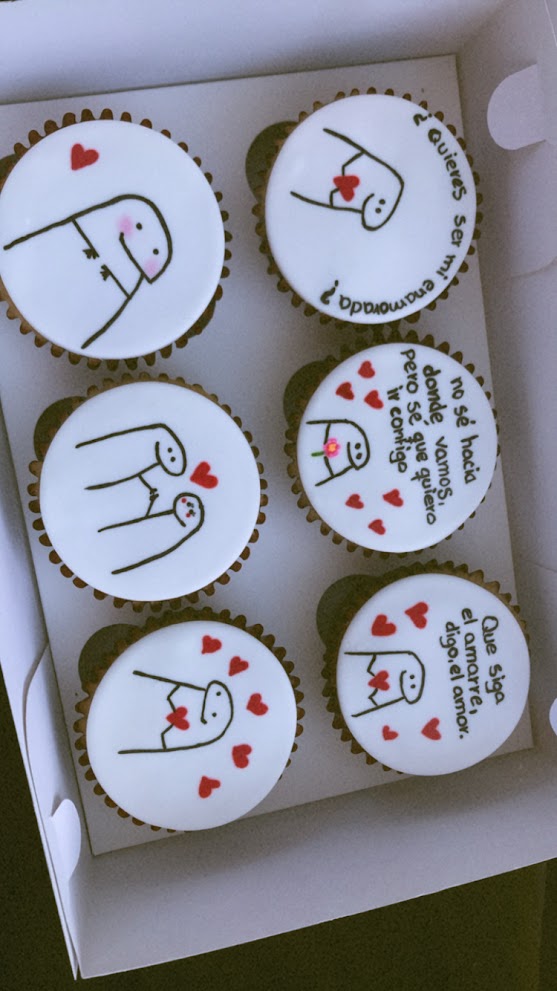 ¿Quieres ser mi enamorada?
no sé hacia
donde vamos,
pero sé que quiero
ir contigo
Que siga
el amarre,
digo, el amor.